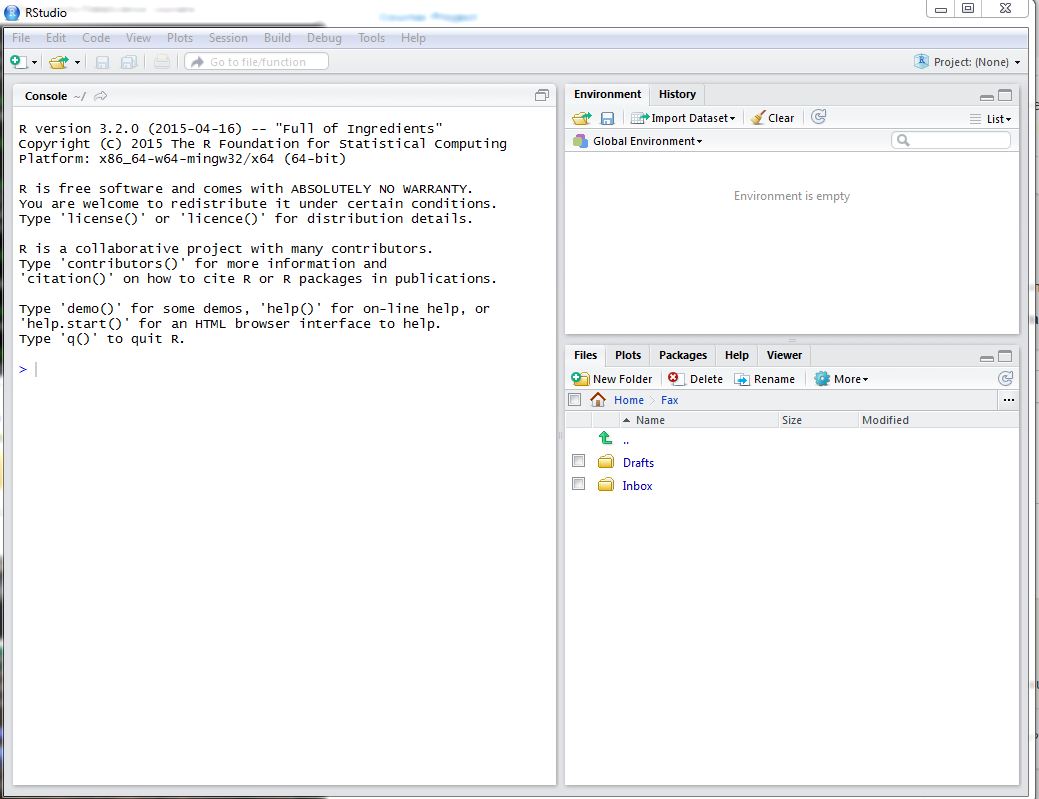 RStudio
File Edit Code View Plots Session Build Debug Tools Help
Go to file/function
Project: (None)
Console ~/
R version 3.2.0 (2015-04-16) -- "Full of Ingredients"
Copyright (C) 2015 The R Foundation for Statistical Computing
Platform: x86_64-w64-mingw32/x64 (64-bit)
R is free software and comes with ABSOLUTELY NO WARRANTY.
You are welcome to redistribute it under certain conditions.
Type 'license()' or 'licence()' for distribution details.
R is a collaborative project with many contributors.
Type 'contributors()' for more information and
'citation()' on how to cite R or R packages in publications.
Type 'demo()' for some demos, 'help()' for on-line help, or
'help.start()' for an HTML browser interface to help.
Type 'q()' to quit R.
>
Environment History
Import Dataset Clear List
Global Environment
Environment is empty
Files Plots Packages Help Viewer
New Folder Delete Rename More
Home Fax ...
Name Size Modified
..
Drafts
Inbox